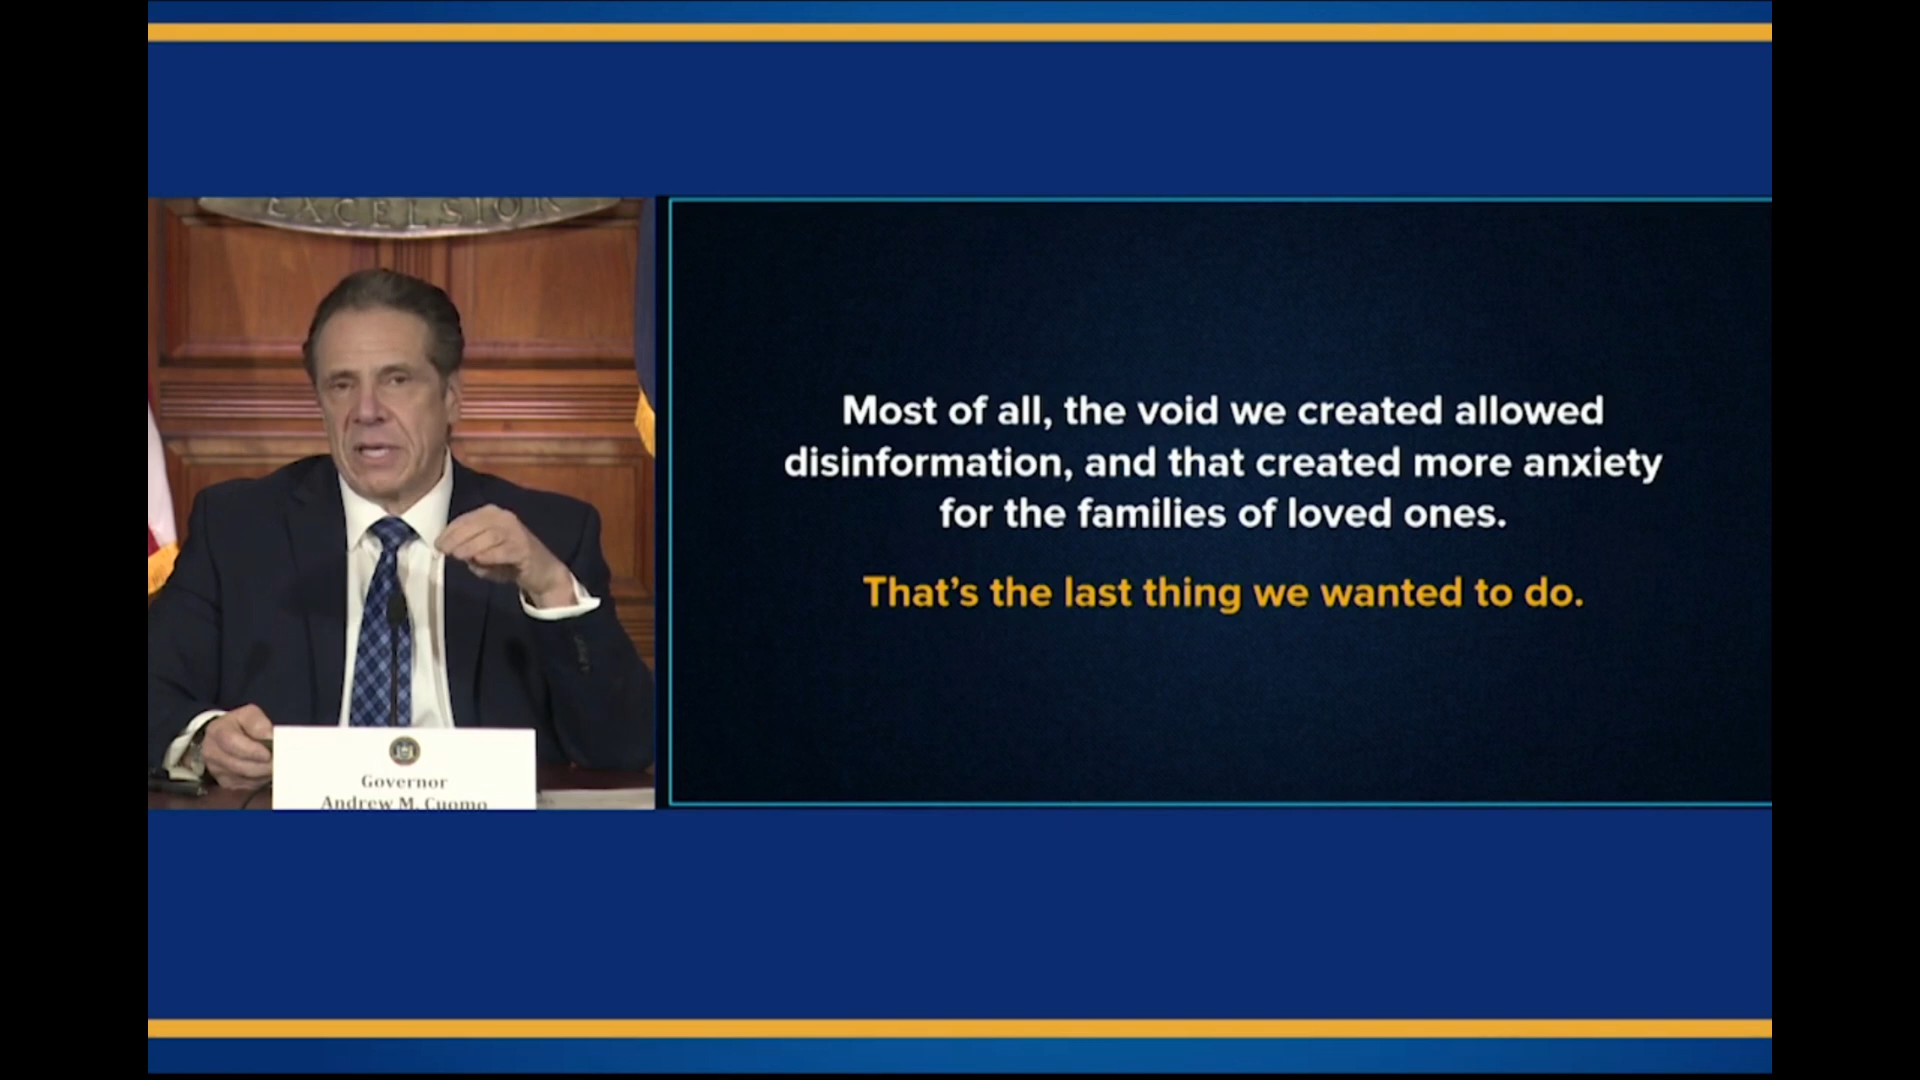 EXCELSIOR
Governor
Andrew M. Cuomo
Most of all, the void we created allowed
disinformation, and that created more anxiety
for the families of loved ones.
That's the last thing we wanted to do.